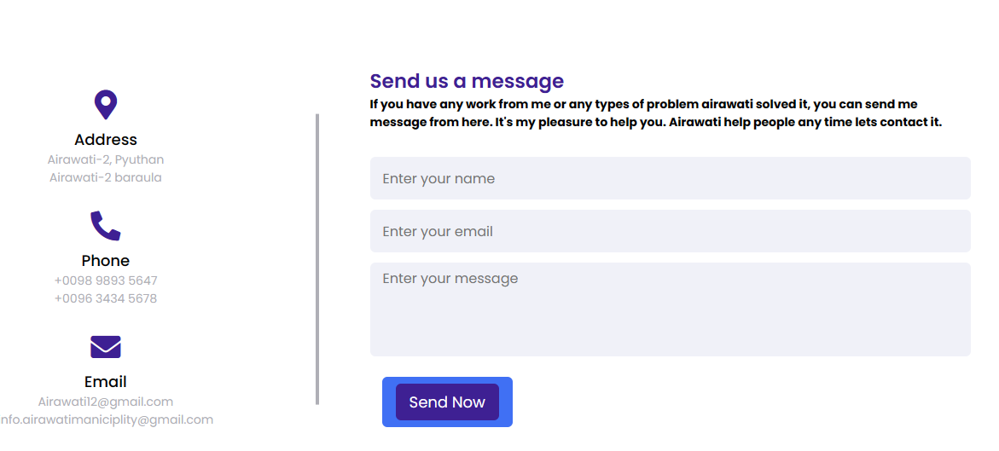 Address
Airawati-2, Pyuthan
Airawati-2 baraula
Phone
+0098 9893 5647
+0096 3434 5678
Email
Airawati12@gmail.com
nfo.airawatimaniciplity@gmail.com
Send us a message
If you have any work from me or any types of problem airawati solved it, you can send me
message from here. It's my pleasure to help you. Airawati help people any time lets contact it.
Enter your name
Enter your email
Enter your message
Send Now